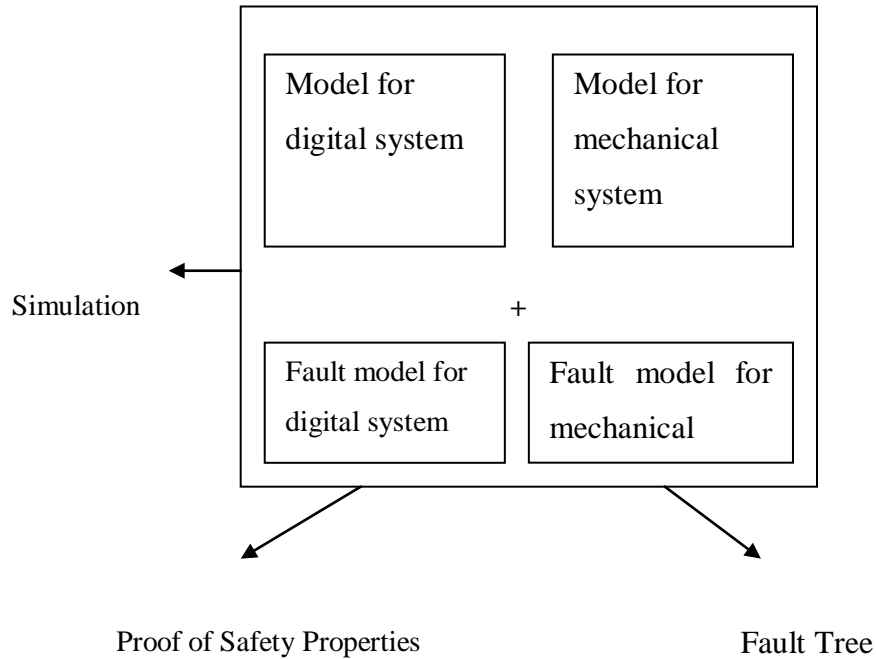 Model for
digital system
Model for
mechanical
system
Simulation
+
Fault model for
digital system
Fault model for
mechanical
Proof of Safety Properties
Fault Tree